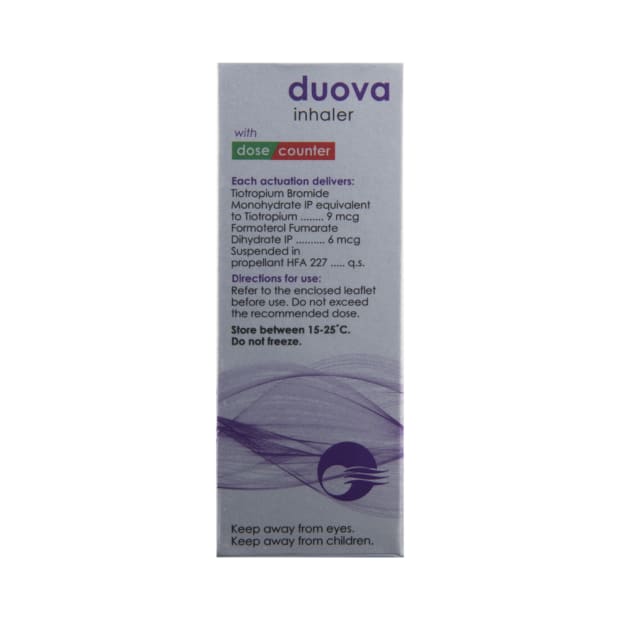 duova
inhaler
with
dose counter
Each actuation delivers:
Tiotropium Bromide
Monohydrate IP equivalent
to Tiotropium ........ 9 mcg
Formoterol Fumarate
Dihydrate IP .......... 6 mcg
Suspended in
propellant HFA 227 ..... q.s.
Directions for use:
Refer to the enclosed leaflet
before use. Do not exceed
the recommended dose.
Store between 15-25°C.
Do not freeze.
Keep away from eyes.
Keep away from children.